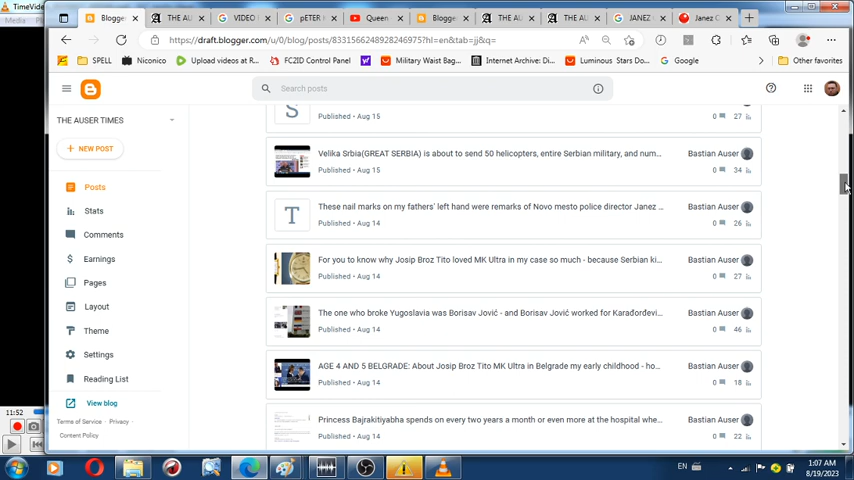 TimeVideo
Media
Blogger
THE AU
VIDEO
pETER
Queen
Blogger
THE AU
THE AU
JANEZ
Janez
https://draft.blogger.com/u/0/blog/posts/8331566248928246975?hl=en&tab=jj&q=
SPELL
Niconico
Upload videos at R...
FC2ID Control Panel
Military Waist Bag...
Internet Archive: Di...
Luminous Stars Do...
Google
Other favorites
Search posts
THE AUSER TIMES
+ NEW POST
Posts
Stats
Comments
Earnings
Pages
Layout
Theme
Settings
Reading List
View blog
Terms of Service · Privacy ·
Content Policy
S
Published • Aug 15
0 27
Velika Srbia(GREAT SERBIA) is about to send 50 helicopters, entire Serbian military, and num...
Bastian Auser
Published • Aug 15
0 34
T
These nail marks on my fathers' left hand were remarks of Novo mesto police director Janez ...
Bastian Auser
Published • Aug 14
0 26
For you to know why Josip Broz Tito loved MK Ultra in my case so much - because Serbian ki...
Bastian Auser
Published • Aug 14
0 27
The one who broke Yugoslavia was Borisav Jović - and Borisav Jović worked for Karađorđevi...
Bastian Auser
Published • Aug 14
0 46
AGE 4 AND 5 BELGRADE: About Josip Broz Tito MK Ultra in Belgrade my early childhood - ho...
Bastian Auser
Published • Aug 14
0 18
Princess Bajrakitiyabha spends on every two years a month or even more at the hospital whe...
Bastian Auser
Published • Aug 14
0 22
11:52
EN
1:07 AM
8/19/2023